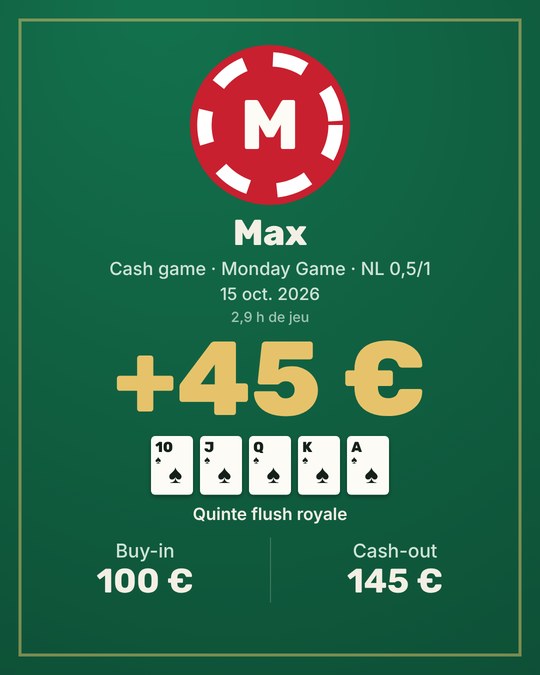 M
Max
Cash game · Monday Game · NL 0,5/1
15 oct. 2026
2,9 h de jeu
+45 €
10 J Q K A
Quinte flush royale
Buy-in Cash-out
100 € 145 €